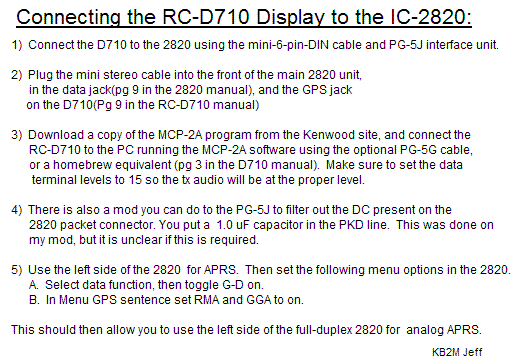 Connecting the RC-D710 Display to the IC-2820:
1) Connect the D710 to the 2820 using the mini-6-pin-DIN cable and PG-5J interface unit.
2) Plug the mini stereo cable into the front of the main 2820 unit,
in the data jack(pg 9 in the 2820 manual), and the GPS jack
on the D710(Pg 9 in the RC-D710 manual)
3) Download a copy of the MCP-2A program from the Kenwood site, and connect the
RC-D710 to the PC running the MCP-2A software using the optional PG-5G cable,
or a homebrew equivalent (pg 3 in the D710 manual). Make sure to set the data
terminal levels to 15 so the tx audio will be at the proper level.
4) There is also a mod you can do to the PG-5J to filter out the DC present on the
2820 packet connector. You put a 1.0 uF capacitor in the PKD line. This was done on
my mod, but it is unclear if this is required.
5) Use the left side of the 2820 for APRS. Then set the following menu options in the 2820.
A. Select data function, then toggle G-D on.
B. In Menu GPS sentence set RMA and GGA to on.
This should then allow you to use the left side of the full-duplex 2820 for analog APRS.
KB2M Jeff